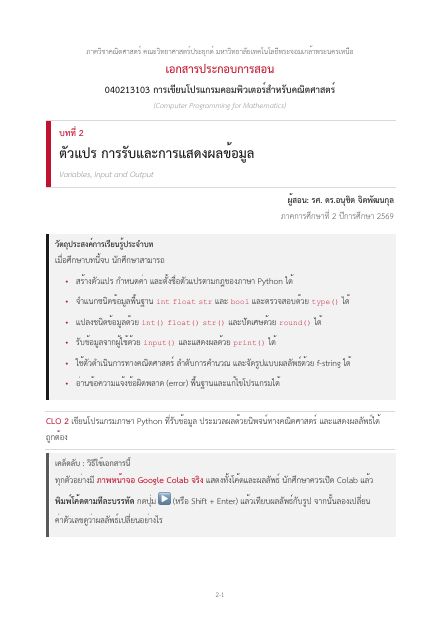 ภาควิชาคณิตศาสตร์ คณะวิทยาศาสตร์ประยุกต์ มหาวิทยาลัยเทคโนโลยีพระจอมเกล้าพระนครเหนือ
เอกสารประกอบการสอน
040213103 การเขียนโปรแกรมคอมพิวเตอร์สำหรับคณิตศาสตร์
(Computer Programming for Mathematics)
บทที่ 2
ตัวแปร การรับและการแสดงผลข้อมูล
Variables, Input and Output
ผู้สอน: รศ. ดร.อนุชิต จิตพัฒนกุล
ภาคการศึกษาที่ 2 ปีการศึกษา 2569
วัตถุประสงค์การเรียนรู้ประจำบท
เมื่อศึกษาบทนี้จบ นักศึกษาสามารถ
• สร้างตัวแปร กำหนดค่า และตั้งชื่อตัวแปรตามกฎของภาษา Python ได้
• จำแนกชนิดข้อมูลพื้นฐาน int float str และ bool และตรวจสอบด้วย type() ได้
• แปลงชนิดข้อมูลด้วย int() float() str() และปัดเศษด้วย round() ได้
• รับข้อมูลจากผู้ใช้ด้วย input() และแสดงผลด้วย print() ได้
• ใช้ตัวดำเนินการทางคณิตศาสตร์ ลำดับการคำนวณ และจัดรูปแบบผลลัพธ์ด้วย f-string ได้
• อ่านข้อความแจ้งข้อผิดพลาด (error) พื้นฐานและแก้ไขโปรแกรมได้
CLO 2 เขียนโปรแกรมภาษา Python ที่รับข้อมูล ประมวลผลด้วยนิพจน์ทางคณิตศาสตร์ และแสดงผลลัพธ์ได้
ถูกต้อง
เคล็ดลับ : วิธีใช้เอกสารนี้
ทุกตัวอย่างมี ภาพหน้าจอ Google Colab จริง แสดงทั้งโค้ดและผลลัพธ์ นักศึกษาควรเปิด Colab แล้ว
พิมพ์โค้ดตามทีละบรรทัด กดปุ่ม ▶ (หรือ Shift + Enter) แล้วเทียบผลลัพธ์กับรูป จากนั้นลองเปลี่ยน
ค่าตัวเลขดูว่าผลลัพธ์เปลี่ยนอย่างไร
2-1